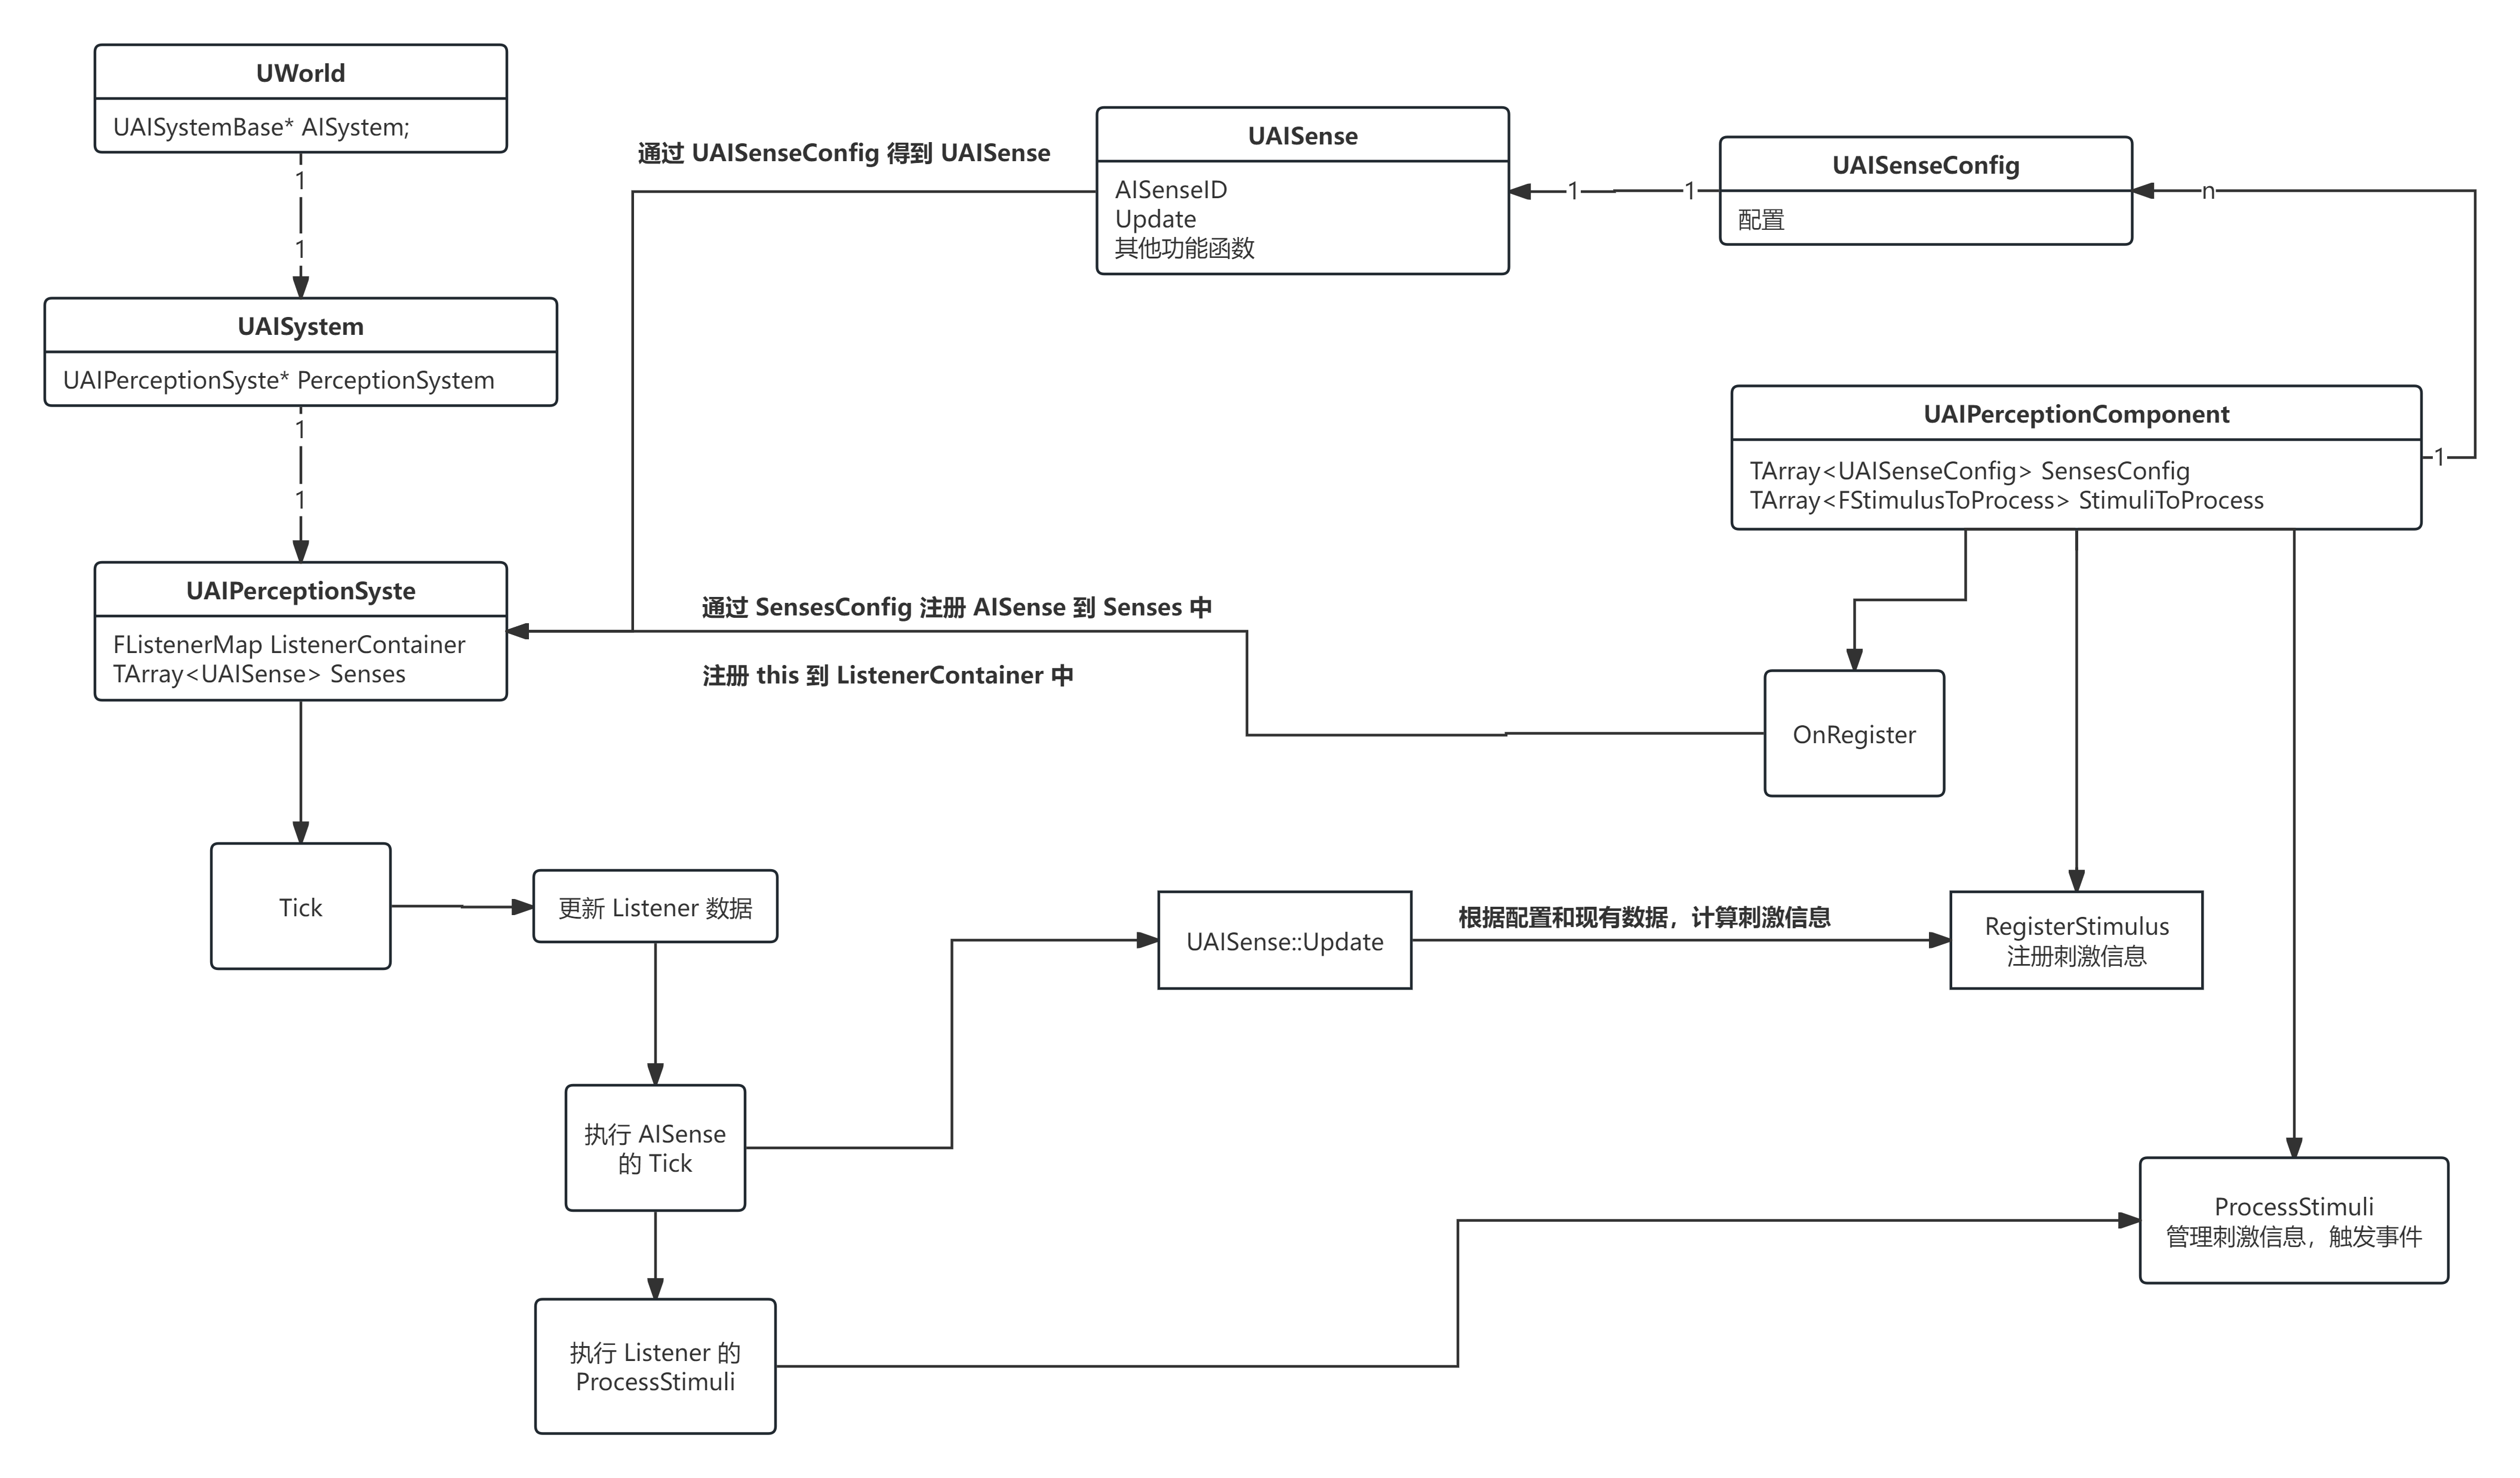 UWorld
UAISystemBase* AISystem;
1
1
UAISystem
UAIPerceptionSyste* PerceptionSystem
1
1
UAIPerceptionSyste
FListenerMap ListenerContainer
TArray<UAISense> Senses
通过 UAISenseConfig 得到 UAISense
UAISense
AISenseID
Update
其他功能函数
1
1
UAISenseConfig
配置
n
1
UAIPerceptionComponent
TArray<UAISenseConfig> SensesConfig
TArray<FStimulusToProcess> StimuliToProcess
通过 SensesConfig 注册 AISense 到 Senses 中
注册 this 到 ListenerContainer 中
OnRegister
Tick
更新 Listener 数据
UAISense::Update
根据配置和现有数据，计算刺激信息
RegisterStimulus
注册刺激信息
执行 AISense
的 Tick
ProcessStimuli
管理刺激信息，触发事件
执行 Listener 的
ProcessStimuli